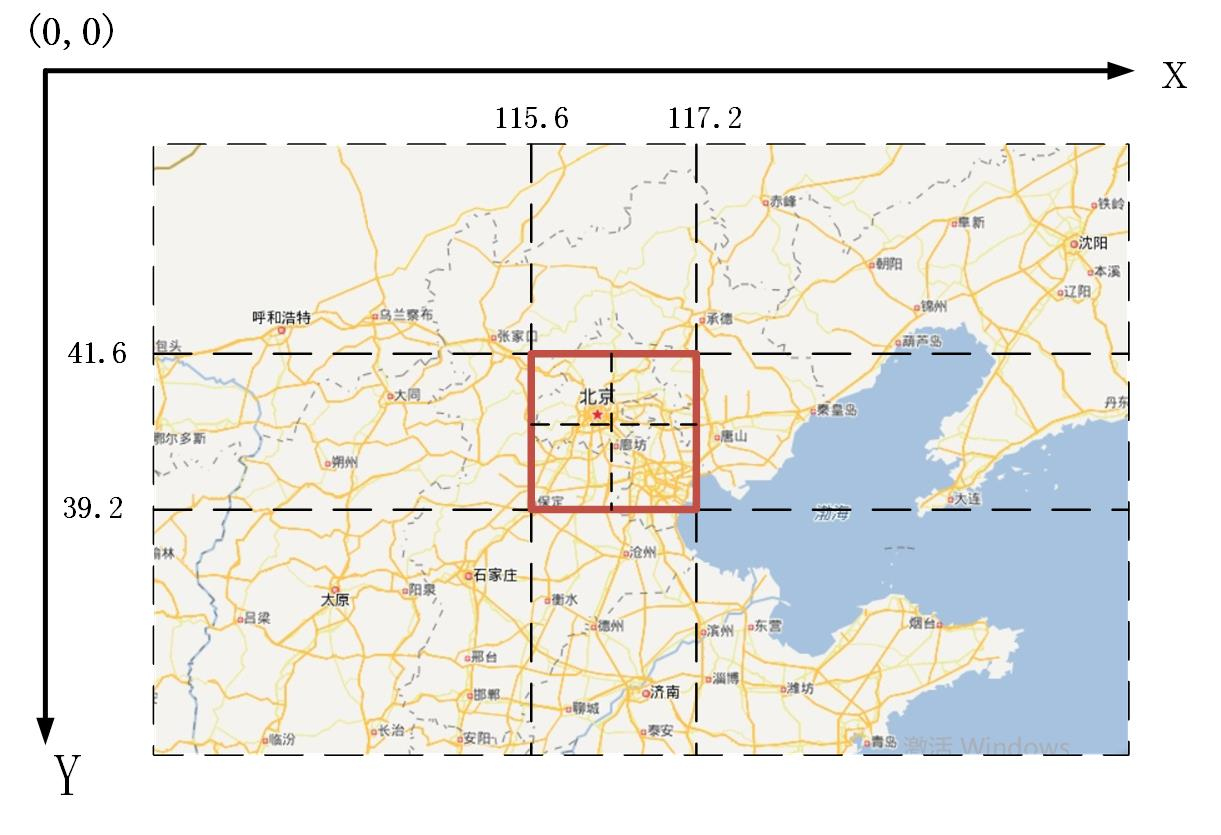 (0,0)
X
115.6
117.2
赤峰
铁岭
阜新
沈阳
朝阳
本溪
辽阳
锦州
呼和浩特
乌兰察布
承德
张家口
葫芦岛
包头
41.6
大同
北京
丹东
秦皇岛
鄂尔多斯
唐山
廊坊
朔州
大连
保定
39.2
渤海
榆林
沧州
石家庄
阳泉
太原
衡水
吕梁
德州
滨州
东营
烟台
邢台
淄博
潍坊
邯郸
济南
聊城
长治
泰安
临汾
安阳
青岛
激活 Windows
Y